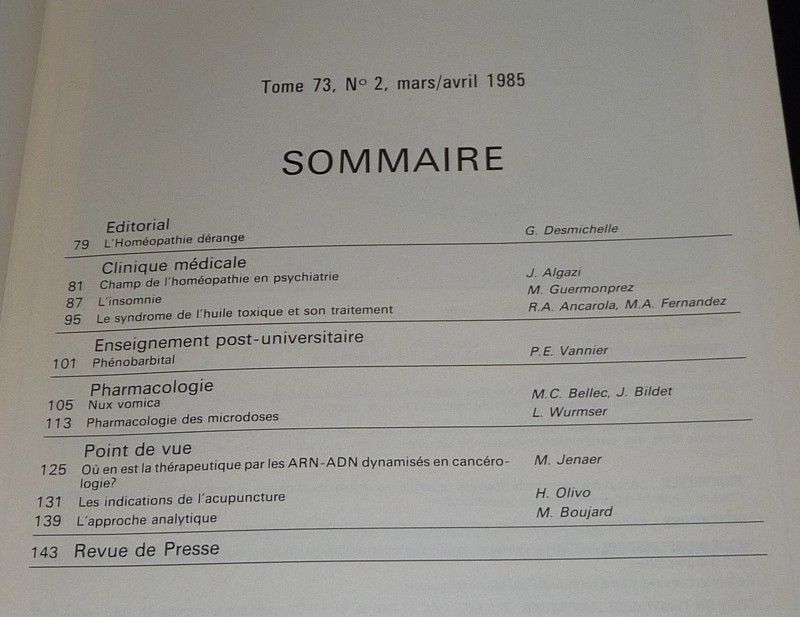 Tome 73, Nº 2, mars/avril 1985
SOMMAIRE
Editorial
79 L'Homéopathie dérange G. Desmichelle
Clinique médicale
81 Champ de l'homéopathie en psychiatrie J. Algazi
87 L'insomnie M. Guermonprez
95 Le syndrome de l'huile toxique et son traitement R.A. Ancarola, M.A. Fernandez
Enseignement post-universitaire
101 Phénobarbital P.E. Vannier
Pharmacologie
105 Nux vomica M.C. Bellec, J. Bildet
113 Pharmacologie des microdoses L. Wurmser
Point de vue
125 Où en est la thérapeutique par les ARN-ADN dynamisés en cancéro- M. Jenaer
logie?
131 Les indications de l'acupuncture H. Olivo
139 L'approche analytique M. Boujard
143 Revue de Presse